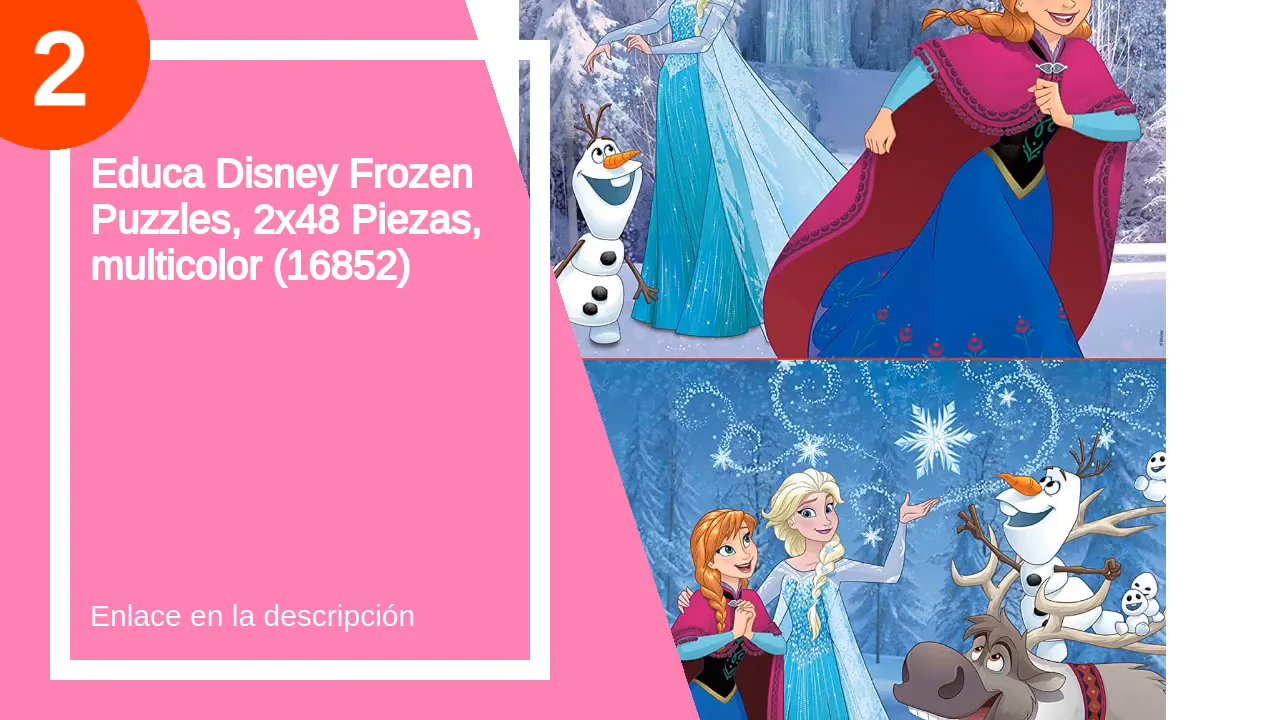 2
Educa Disney Frozen
Puzzles, 2x48 Piezas,
multicolor (16852)
Enlace en la descripción